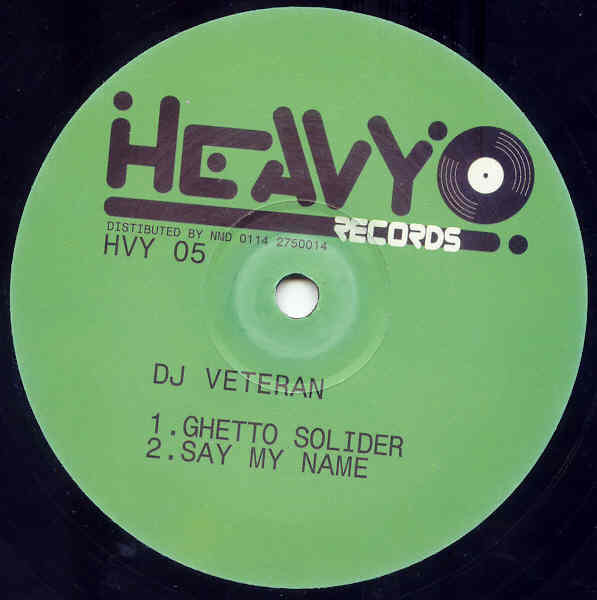 HEAVY
RECORDS
DISTIBUTED BY NMD 0114 2750014
HVY 05
DJ VETERAN
1.GHETTO SOLIDER
2.SAY MY NAME